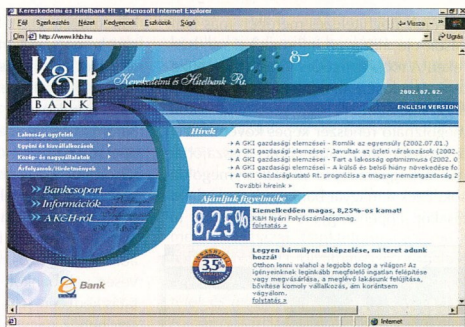 Kereskedelmi és Hitelbank Rt. - Microsoft Internet Explorer
Fájl Szerkesztés Nézet Kedvencek Eszközök Súgó
Vissza
Cím http://www.khb.hu
Ugrás
K&H
BANK
Kereskedelmi és Hitelbank Rt.
2002. 07. 02.
ENGLISH VERSION
Lakossági ügyfelek
Egyéni és kisvállalkozások
Közép- és nagyvállalatok
Árfolyamok/Hirdetmények
>> Bankcsoport
>> Információk
>> A K&H-ról
Bank
Hírek
→ A GKI gazdasági elemzései - Romlik az egyensúly (2002.07.01.)
→ A GKI gazdasági elemzései - Javultak az üzleti várakozások (2002.
→ A GKI gazdasági elemzései - Tart a lakosság optimizmusa (2002. 0
→ A GKI gazdasági elemzései - A külső és belső hiány növekedése fo
→ A GKI Gazdaságkutató Rt. prognózisa a magyar nemzetgazdaság 2
További híreink »
Ajánljuk figyelmébe
8,25%
Kiemelkedően magas, 8,25%-os kamat!
K&H Nyári Folyószámlacsomag.
folytatás »
3,5%
Legyen bármilyen elképzelése, mi teret adunk
hozzá!
Otthon lenni valahol a legjobb dolog a világon! Az
igényeinknek leginkább megfelelő ingatlan felépítése
vagy megvásárlása, a meglévő lakásunk felújítása,
bővítése komoly vállalkozás, ám korántsem
vágyálom.
folytatás »
Internet